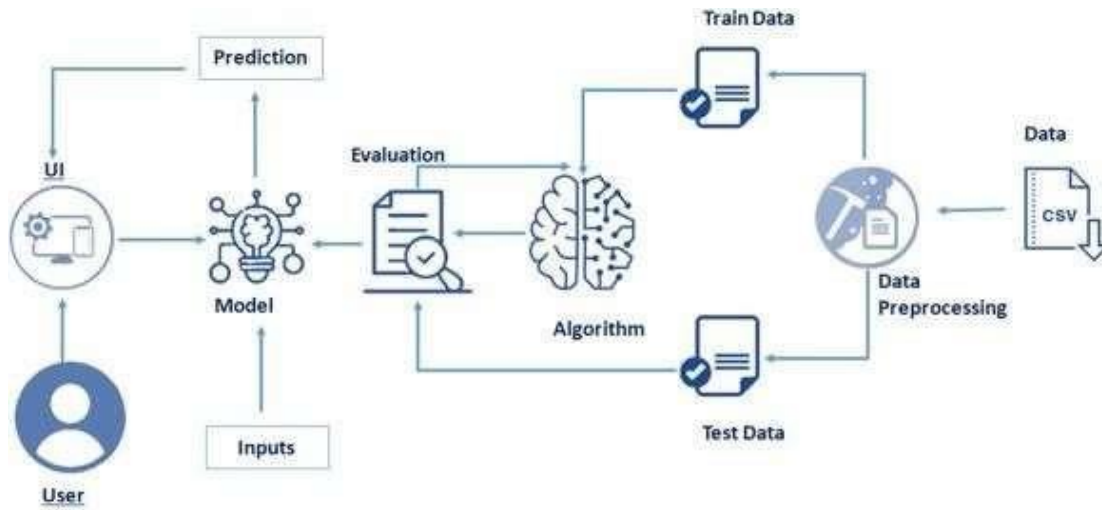 Train Data
Prediction
Data
Evaluation
UI
CSV
Model
Data
Preprocessing
Algorithm
Inputs
Test Data
User